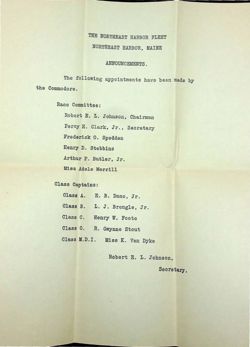 THE NORTHEAST HARBOR FLEET
NORTHEAST HARBOR, MAINE
ANNOUNCEMENTS.
The following appointments have been made by
the Commodore.
Race Committee:
Robert E. L. Johnson, Chairman
Percy H. Clark, Jr., Secretary
Frederick O. Spedden
Henry D. Stebbins
Arthur P. Butler, Jr.
Miss Adele Merrill
Class Captains:
Class A. E. B. Dane, Jr.
Class B. L. J. Brengle, Jr.
Class C. Henry W. Foote
Class O. R. Gwynne Stout
Class M.D.I. Miss K. Van Dyke
Robert E. L. Johnson,
Secretary.